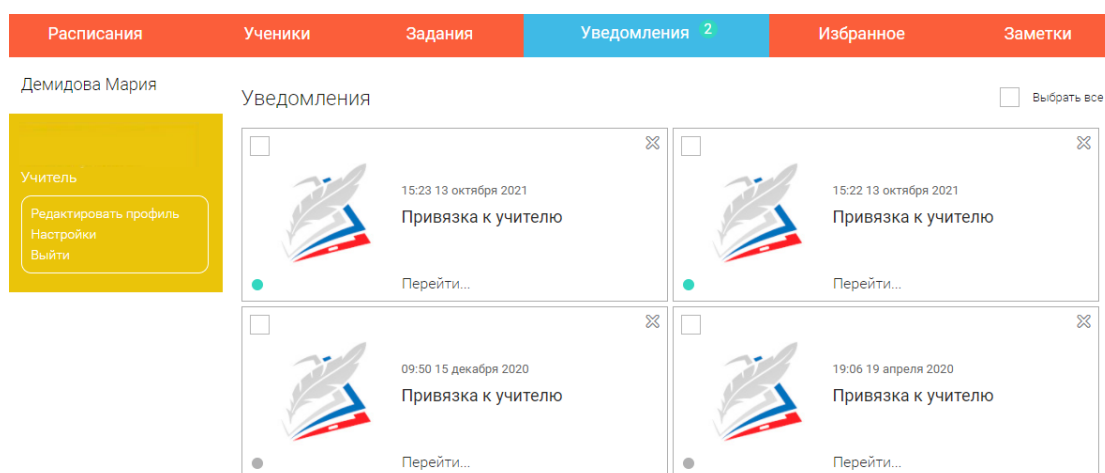 Расписания Ученики Задания Уведомления 2 Избранное Заметки
Демидова Мария
Учитель
Редактировать профиль
Настройки
Выйти
Уведомления
Выбрать все
15:23 13 октября 2021
Привязка к учителю
Перейти...
15:22 13 октября 2021
Привязка к учителю
Перейти...
09:50 15 декабря 2020
Привязка к учителю
Перейти...
19:06 19 апреля 2020
Привязка к учителю
Перейти...